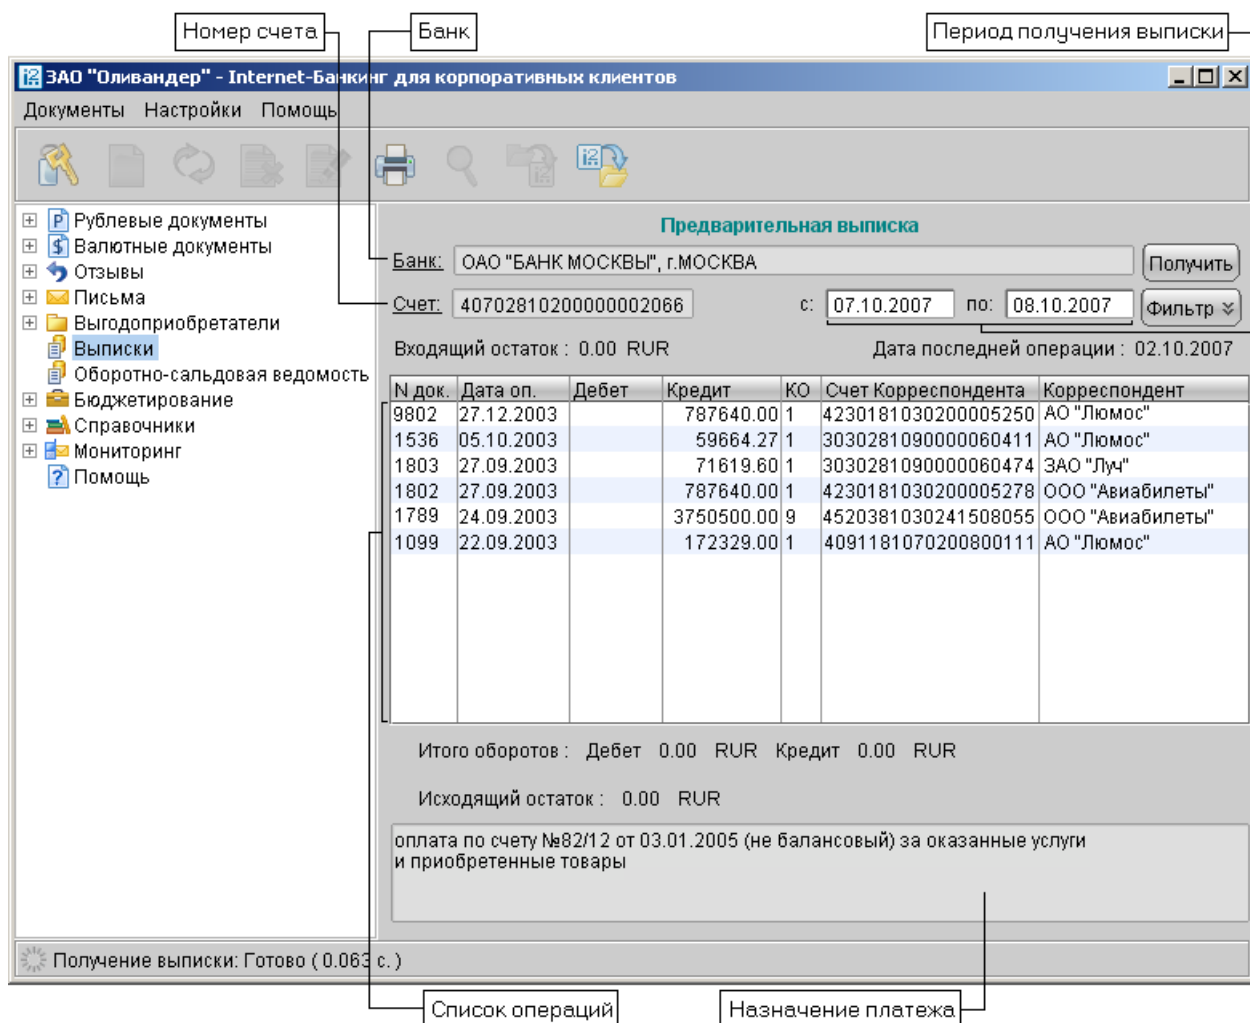 Номер счета
Банк
Период получения выписки
ЗАО "Оливандер" - Internet-Банкинг для корпоративных клиентов
Документы Настройки Помощь
Рублевые документы
Валютные документы
Отзывы
Письма
Выгодоприобретатели
Выписки
Оборотно-сальдовая ведомость
Бюджетирование
Справочники
Мониторинг
Помощь
Предварительная выписка
Банк: ОАО "БАНК МОСКВЫ", г.МОСКВА Получить
Счет: 40702810200000002066 с: 07.10.2007 по: 08.10.2007 Фильтр
Входящий остаток : 0.00 RUR Дата последней операции : 02.10.2007
N док. Дата оп. Дебет Кредит КО Счет Корреспондента Корреспондент
9802 27.12.2003 787640.00 1 42301810302000052​50 АО "Люмос"
1536 05.10.2003 59664.27 1 3030281090000060411 АО "Люмос"
1803 27.09.2003 71619.60 1 3030281090000060474 ЗАО "Луч"
1802 27.09.2003 787640.00 1 4230181030200005278 ООО "Авиабилеты"
1789 24.09.2003 3750500.00 9 45203810302415080​55 ООО "Авиабилеты"
1099 22.09.2003 172329.00 1 40911810702008001​11 АО "Люмос"
Итого оборотов : Дебет 0.00 RUR Кредит 0.00 RUR
Исходящий остаток : 0.00 RUR
оплата по счету №82/12 от 03.01.2005 (не балансовый) за оказанные услуги
и приобретенные товары
Получение выписки: Готово ( 0.063 с. )
Список операций
Назначение платежа